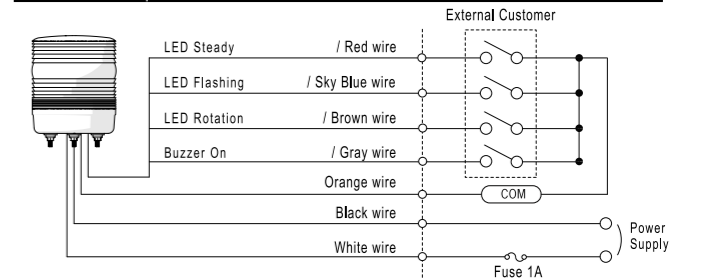 External Customer
LED Steady / Red wire
LED Flashing / Sky Blue wire
LED Rotation / Brown wire
Buzzer On / Gray wire
Orange wire
COM
Black wire
Power
Supply
White wire
Fuse 1A